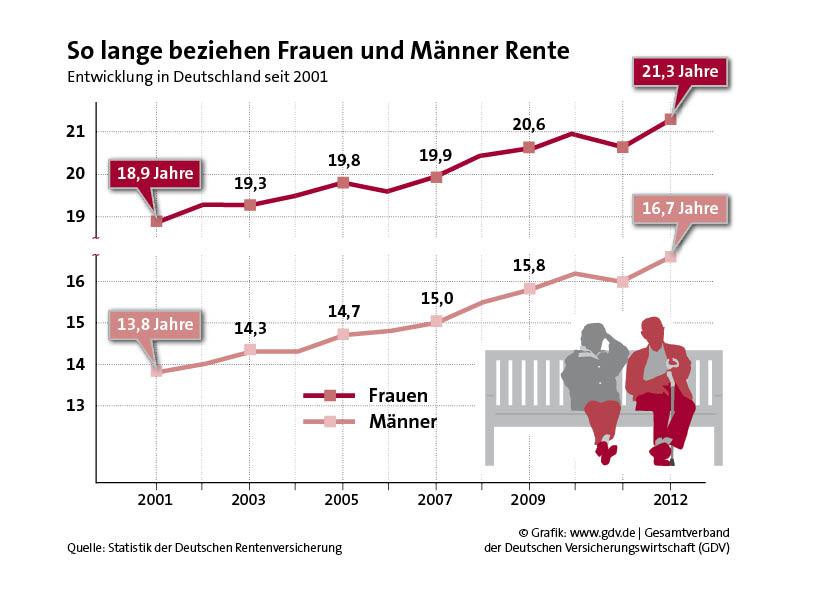 So lange beziehen Frauen und Männer Rente
Entwicklung in Deutschland seit 2001
21,3 Jahre
21
20,6
20
19,8
19,9
18,9 Jahre
19,3
19
16,7 Jahre
16
15,8
15
15,0
14,7
14,3
13,8 Jahre
14
13
Frauen
Männer
2001 2003 2005 2007 2009 2012
© Grafik: www.gdv.de | Gesamtverband
Quelle: Statistik der Deutschen Rentenversicherung
der Deutschen Versicherungswirtschaft (GDV)